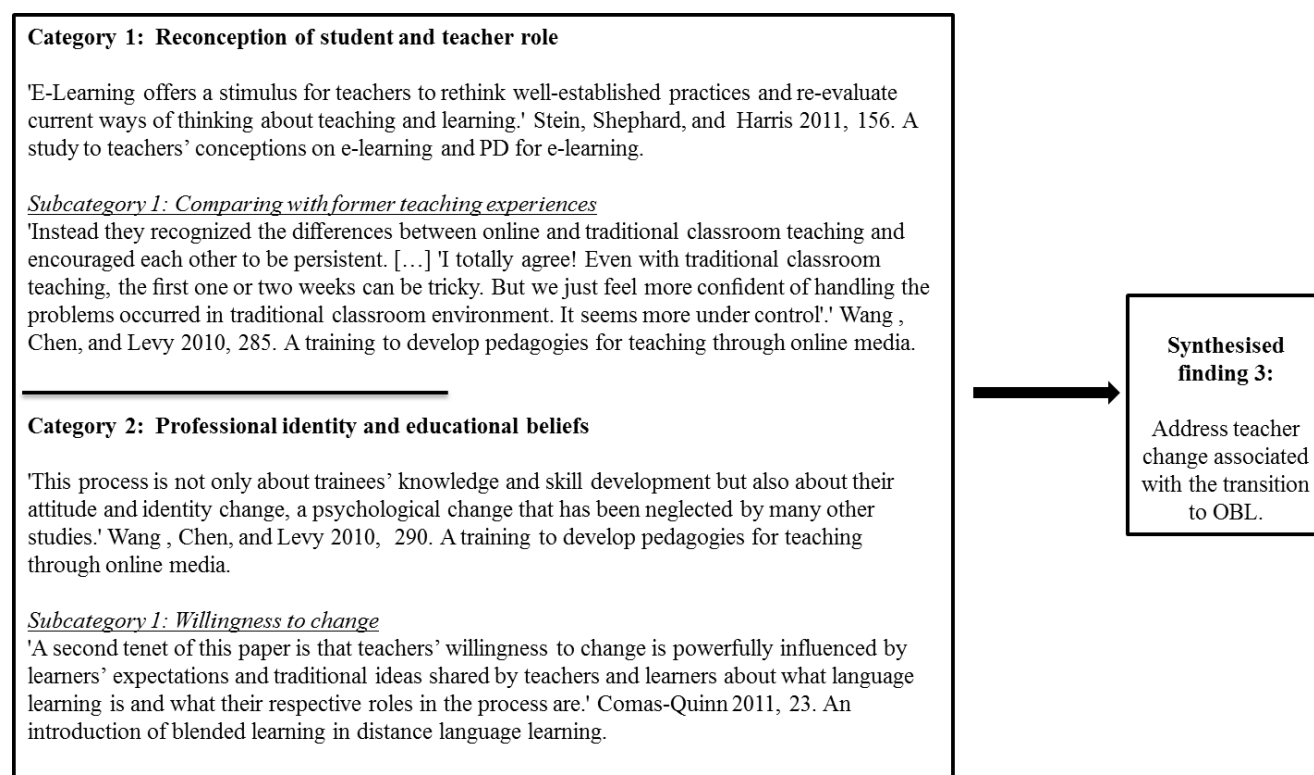 Category 1: Reconception of student and teacher role
'E-Learning offers a stimulus for teachers to rethink well-established practices and re-evaluate
current ways of thinking about teaching and learning.' Stein, Shephard, and Harris 2011, 156. A
study to teachers’ conceptions on e-learning and PD for e-learning.
Subcategory 1: Comparing with former teaching experiences
'Instead they recognized the differences between online and traditional classroom teaching and
encouraged each other to be persistent. […] 'I totally agree! Even with traditional classroom
teaching, the first one or two weeks can be tricky. But we just feel more confident of handling the
problems occurred in traditional classroom environment. It seems more under control'.' Wang ,
Chen, and Levy 2010, 285. A training to develop pedagogies for teaching through online media.
Category 2: Professional identity and educational beliefs
'This process is not only about trainees’ knowledge and skill development but also about their
attitude and identity change, a psychological change that has been neglected by many other
studies.' Wang , Chen, and Levy 2010, 290. A training to develop pedagogies for teaching
through online media.
Subcategory 1: Willingness to change
'A second tenet of this paper is that teachers’ willingness to change is powerfully influenced by
learners’ expectations and traditional ideas shared by teachers and learners about what language
learning is and what their respective roles in the process are.' Comas-Quinn 2011, 23. An
introduction of blended learning in distance language learning.
Synthesised
finding 3:
Address teacher
change associated
with the transition
to OBL.